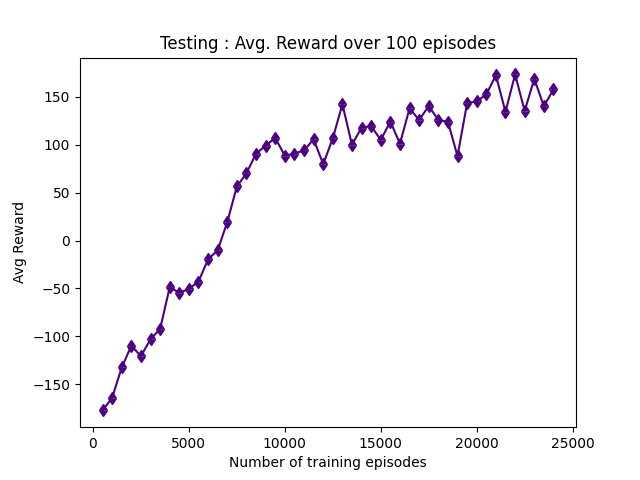 Testing : Avg. Reward over 100 episodes
150
100
50
0
−50
−100
−150
Avg Reward
0 5000 10000 15000 20000 25000
Number of training episodes